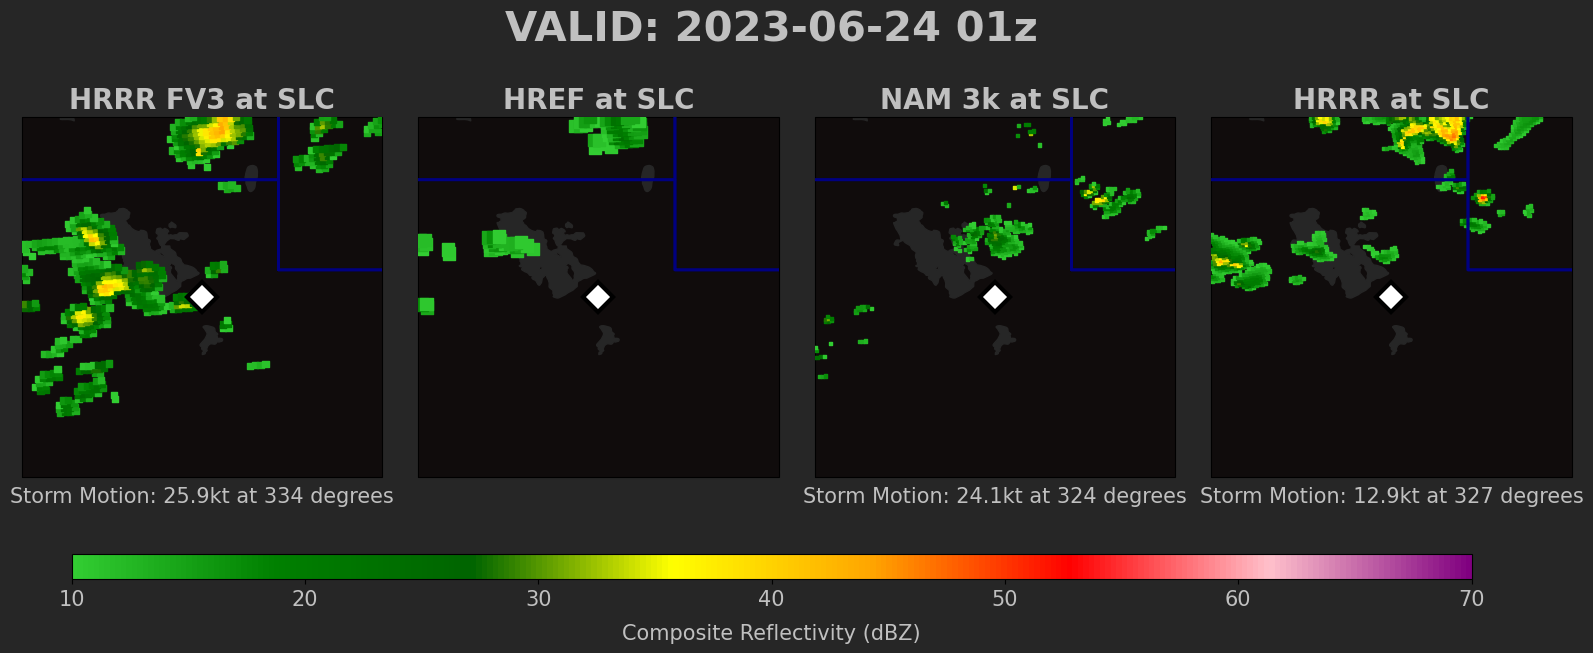 VALID: 2023-06-24 01z
HRRR FV3 at SLC
HREF at SLC
NAM 3k at SLC
HRRR at SLC
Storm Motion: 25.9kt at 334 degrees
Storm Motion: 24.1kt at 324 degrees
Storm Motion: 12.9kt at 327 degrees
10 20 30 40 50 60 70
Composite Reflectivity (dBZ)